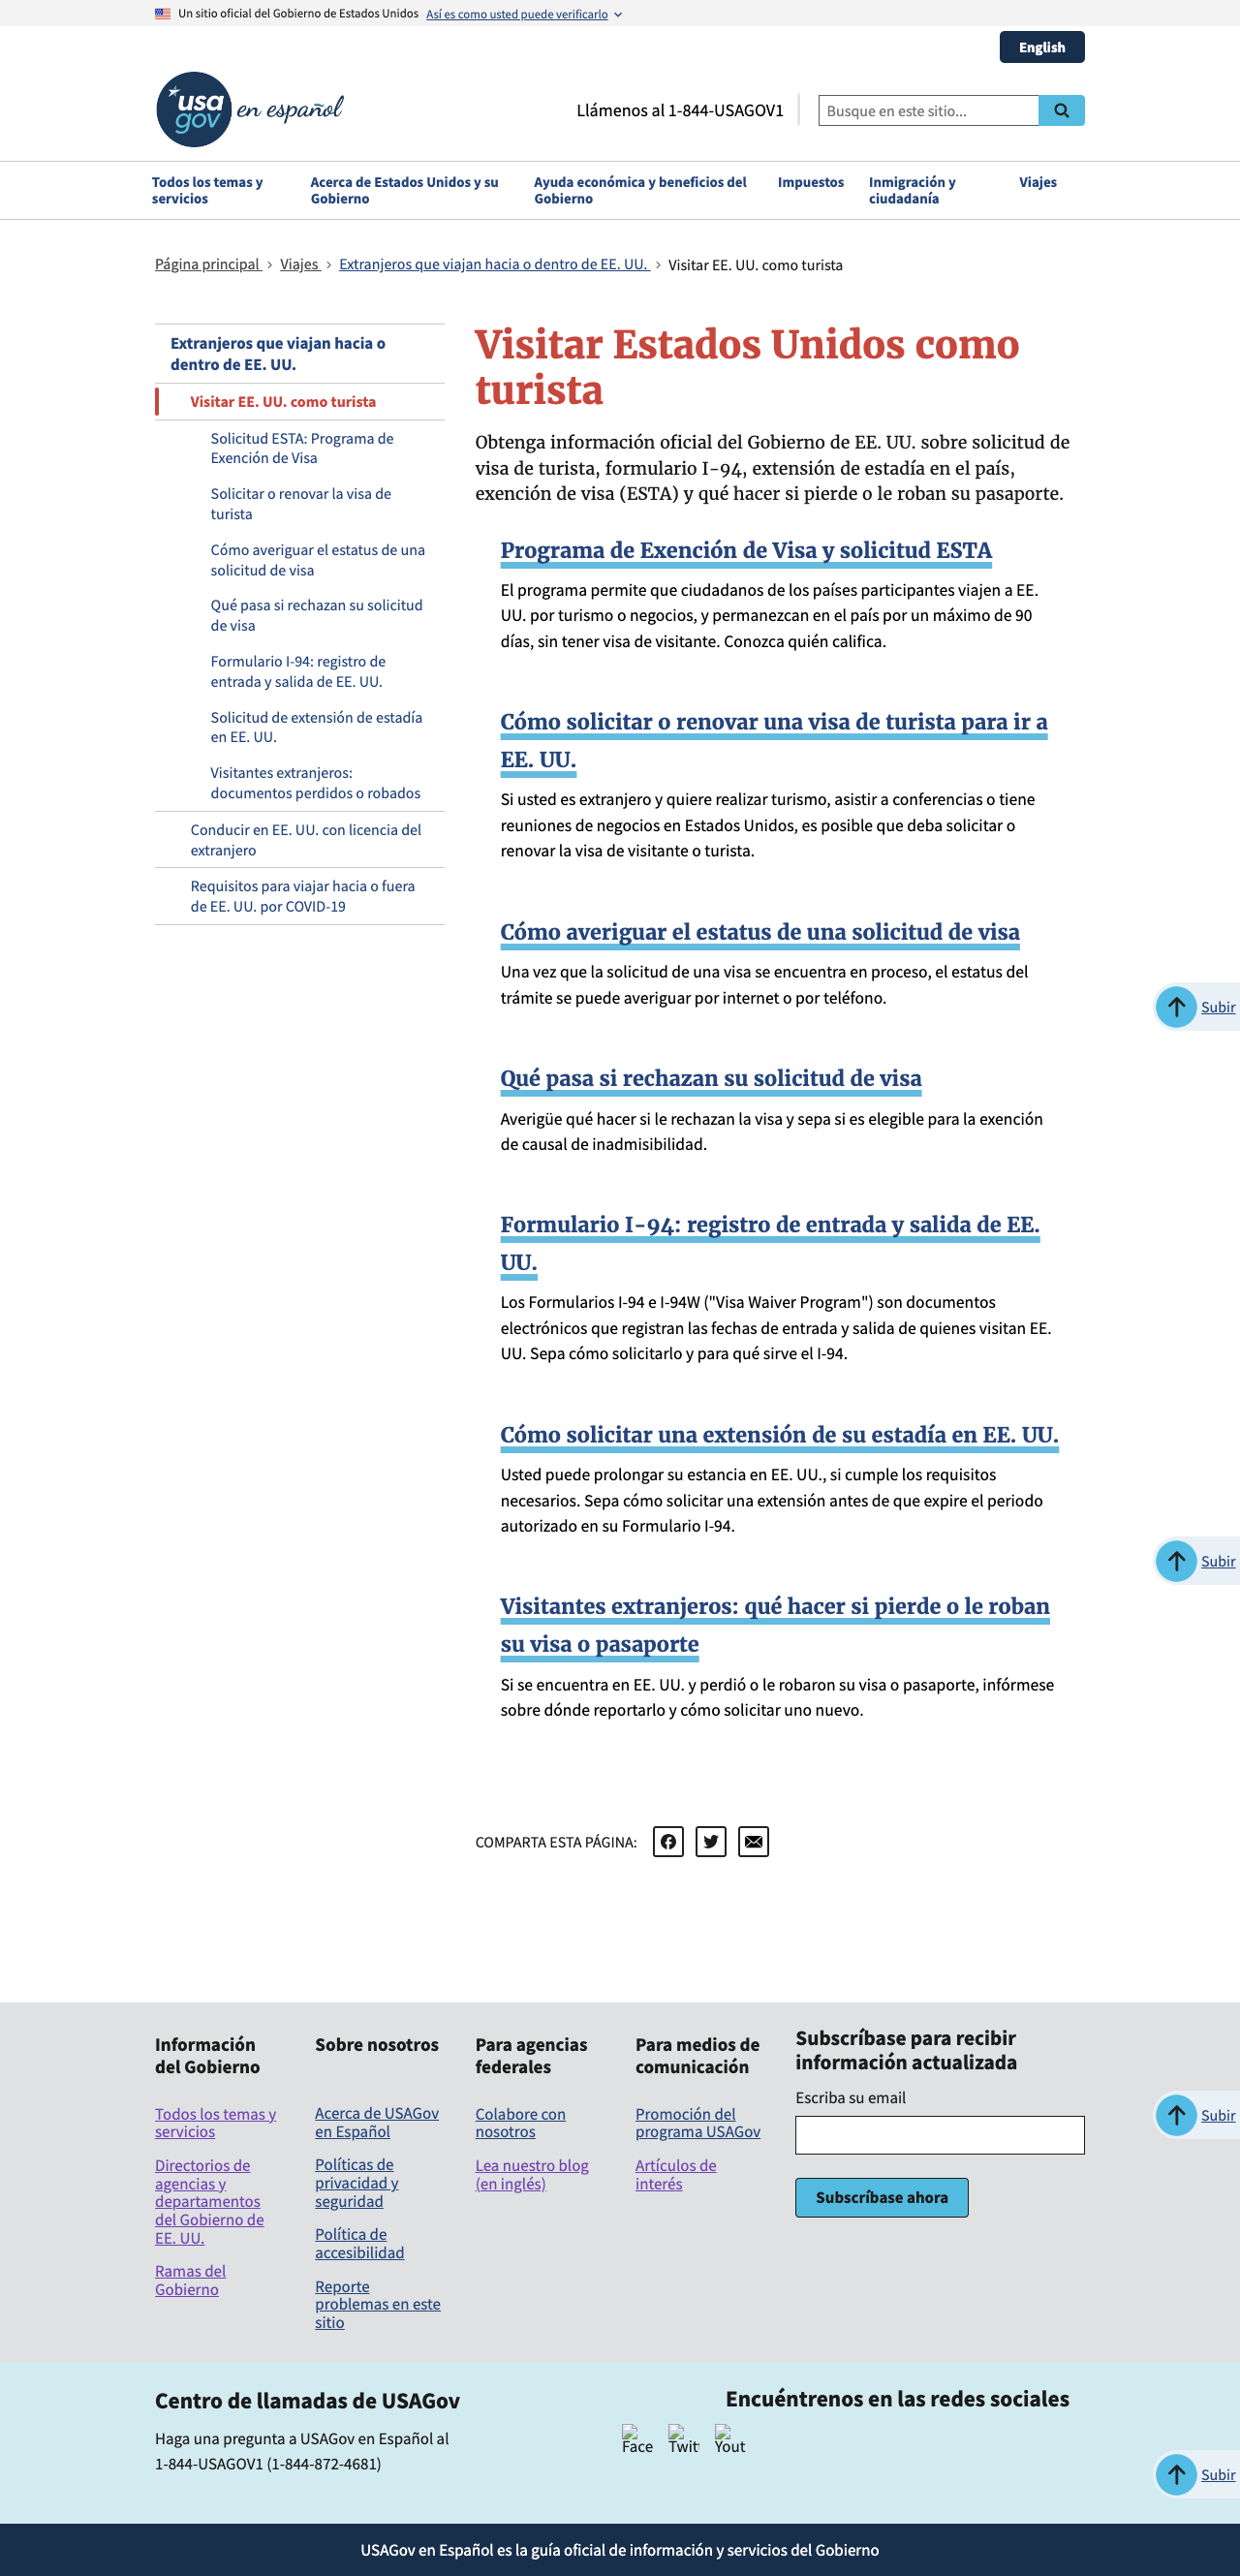 Un sitio oficial del Gobierno de Estados Unidos Así es como usted puede verificarlo
English
usa gov en español
Llámenos al 1-844-USAGOV1
Busque en este sitio...
Todos los temas y servicios
Acerca de Estados Unidos y su Gobierno
Ayuda económica y beneficios del Gobierno
Impuestos
Inmigración y ciudadanía
Viajes
Página principal > Viajes > Extranjeros que viajan hacia o dentro de EE. UU. > Visitar EE. UU. como turista
Extranjeros que viajan hacia o
dentro de EE. UU.
Visitar EE. UU. como turista
Solicitud ESTA: Programa de
Exención de Visa
Solicitar o renovar la visa de
turista
Cómo averiguar el estatus de una
solicitud de visa
Qué pasa si rechazan su solicitud
de visa
Formulario I-94: registro de
entrada y salida de EE. UU.
Solicitud de extensión de estadía
en EE. UU.
Visitantes extranjeros:
documentos perdidos o robados
Conducir en EE. UU. con licencia del
extranjero
Requisitos para viajar hacia o fuera
de EE. UU. por COVID-19
Visitar Estados Unidos como
turista
Obtenga información oficial del Gobierno de EE. UU. sobre solicitud de
visa de turista, formulario I-94, extensión de estadía en el país,
exención de visa (ESTA) y qué hacer si pierde o le roban su pasaporte.
Programa de Exención de Visa y solicitud ESTA
El programa permite que ciudadanos de los países participantes viajen a EE.
UU. por turismo o negocios, y permanezcan en el país por un máximo de 90
días, sin tener visa de visitante. Conozca quién califica.
Cómo solicitar o renovar una visa de turista para ir a
EE. UU.
Si usted es extranjero y quiere realizar turismo, asistir a conferencias o tiene
reuniones de negocios en Estados Unidos, es posible que deba solicitar o
renovar la visa de visitante o turista.
Cómo averiguar el estatus de una solicitud de visa
Una vez que la solicitud de una visa se encuentra en proceso, el estatus del
trámite se puede averiguar por internet o por teléfono.
Subir
Qué pasa si rechazan su solicitud de visa
Averigüe qué hacer si le rechazan la visa y sepa si es elegible para la exención
de causal de inadmisibilidad.
Formulario I-94: registro de entrada y salida de EE.
UU.
Los Formularios I-94 e I-94W ("Visa Waiver Program") son documentos
electrónicos que registran las fechas de entrada y salida de quienes visitan EE.
UU. Sepa cómo solicitarlo y para qué sirve el I-94.
Cómo solicitar una extensión de su estadía en EE. UU.
Usted puede prolongar su estancia en EE. UU., si cumple los requisitos
necesarios. Sepa cómo solicitar una extensión antes de que expire el periodo
autorizado en su Formulario I-94.
Subir
Visitantes extranjeros: qué hacer si pierde o le roban
su visa o pasaporte
Si se encuentra en EE. UU. y perdió o le robaron su visa o pasaporte, infórmese
sobre dónde reportarlo y cómo solicitar uno nuevo.
COMPARTA ESTA PÁGINA:
Información
del Gobierno
Todos los temas y
servicios
Directorios de
agencias y
departamentos
del Gobierno de
EE. UU.
Ramas del
Gobierno
Sobre nosotros
Acerca de USAGov
en Español
Políticas de
privacidad y
seguridad
Política de
accesibilidad
Reporte
problemas en este
sitio
Para agencias
federales
Colabore con
nosotros
Lea nuestro blog
(en inglés)
Para medios de
comunicación
Promoción del
programa USAGov
Artículos de
interés
Subscríbase para recibir
información actualizada
Escriba su email
Subscríbase ahora
Subir
Centro de llamadas de USAGov
Haga una pregunta a USAGov en Español al
1-844-USAGOV1 (1-844-872-4681)
Encuéntrenos en las redes sociales
Face Twit Yout
Subir
USAGov en Español es la guía oficial de información y servicios del Gobierno